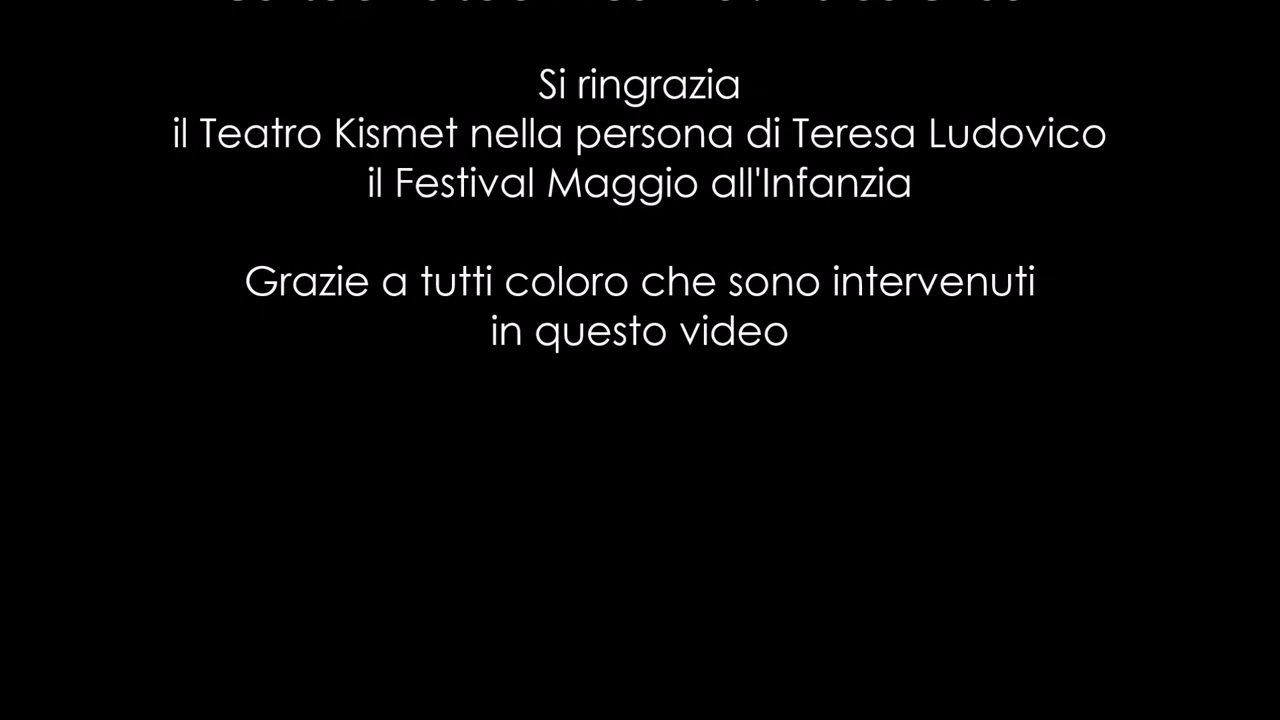 Si ringrazia
il Teatro Kismet nella persona di Teresa Ludovico
il Festival Maggio all'Infanzia
Grazie a tutti coloro che sono intervenuti
in questo video